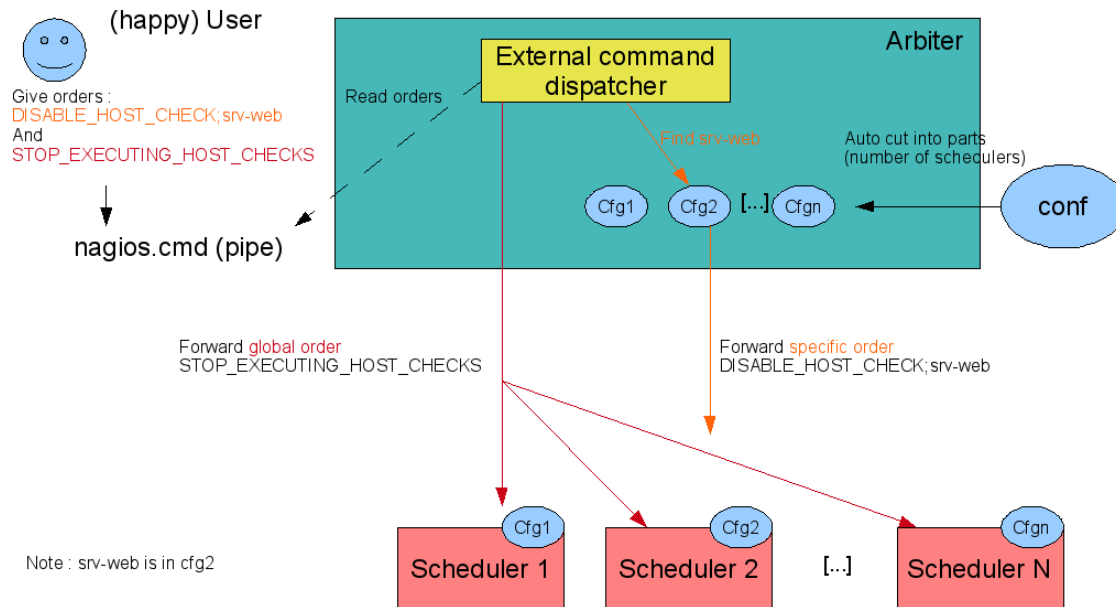 (happy) User
Give orders :
DISABLE_HOST_CHECK;srv-web
And
STOP_EXECUTING_HOST_CHECKS
nagios.cmd (pipe)
Read orders
Arbiter
External command
dispatcher
Find srv-web
Cfg1
Cfg2
[...]
Cfgn
Auto cut into parts
(number of schedulers)
conf
Forward global order
STOP_EXECUTING_HOST_CHECKS
Forward specific order
DISABLE_HOST_CHECK;srv-web
Cfg1
Scheduler 1
Cfg2
Scheduler 2
[...]
Cfgn
Scheduler N
Note : srv-web is in cfg2